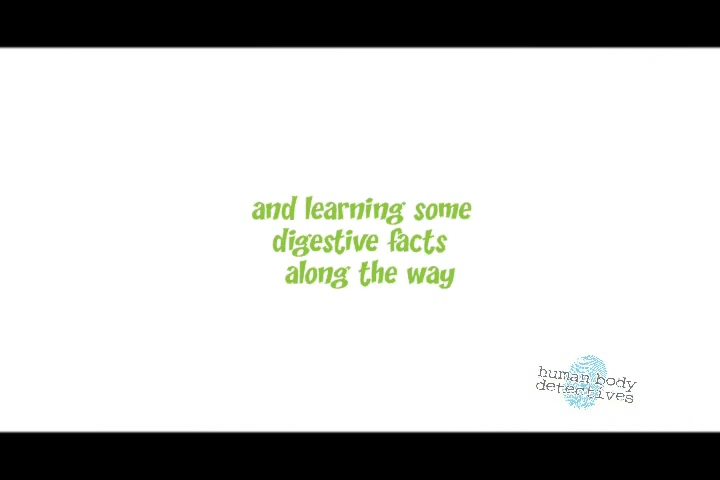 and learning some
digestive facts
along the way
human body
detectives